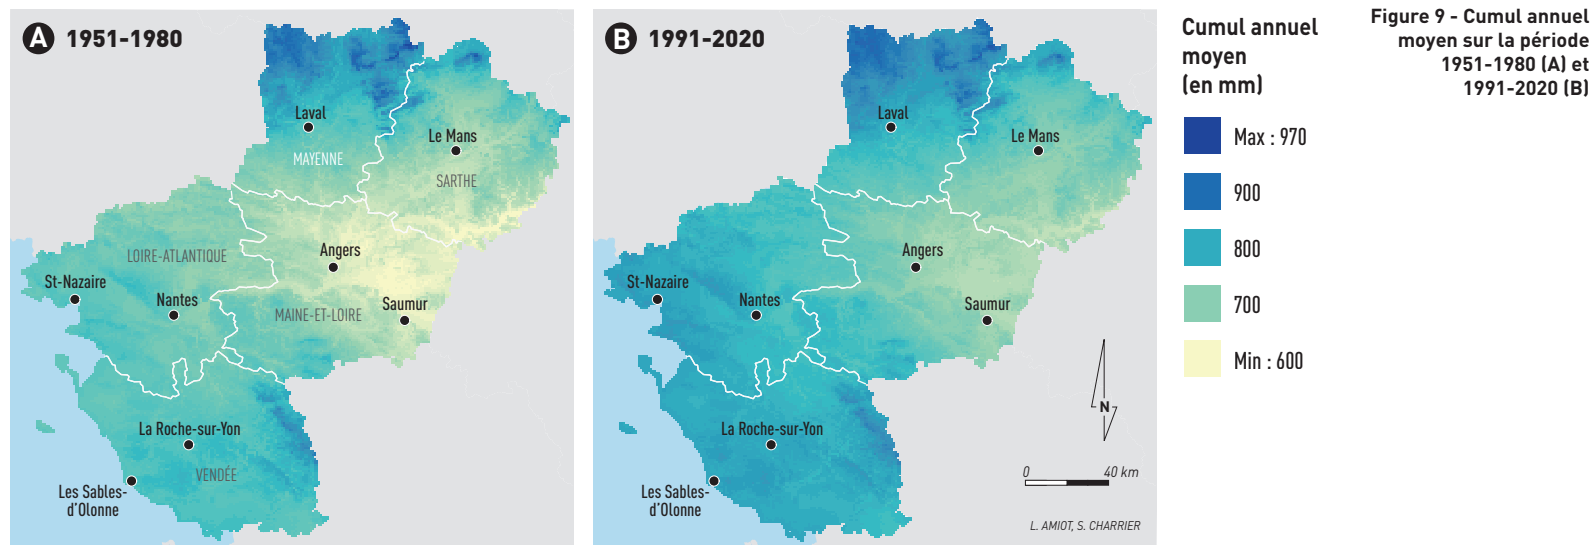 A 1951-1980
Laval
MAYENNE
Le Mans
SARTHE
LOIRE-ATLANTIQUE
Angers
St-Nazaire
Nantes
MAINE-ET-LOIRE
Saumur
La Roche-sur-Yon
VENDÉE
Les Sables-
d'Olonne
B 1991-2020
Laval
Le Mans
Angers
St-Nazaire
Nantes
Saumur
La Roche-sur-Yon
Les Sables-
d'Olonne
N
0 40 km
L. AMIOT, S. CHARRIER
Cumul annuel
moyen
(en mm)
Max : 970
900
800
700
Min : 600
Figure 9 - Cumul annuel
moyen sur la période
1951-1980 (A) et
1991-2020 (B)